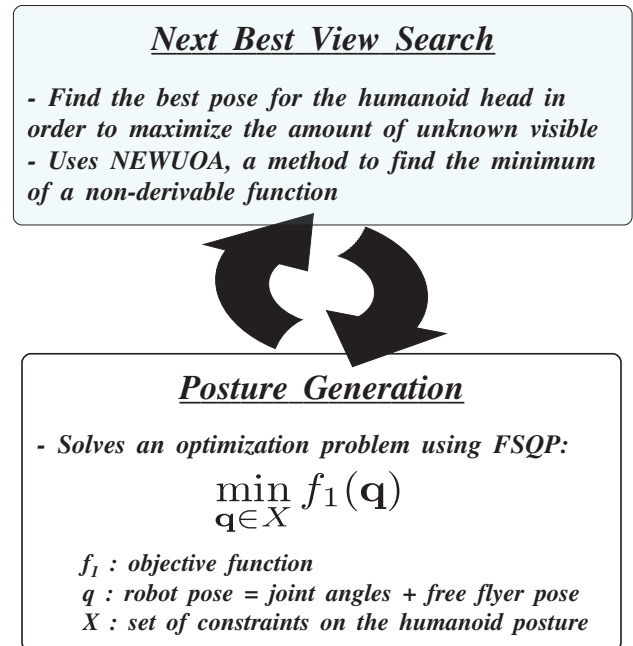 Next Best View Search
- Find the best pose for the humanoid head in
order to maximize the amount of unknown visible
- Uses NEWUOA, a method to find the minimum
of a non-derivable function
Posture Generation
- Solves an optimization problem using FSQP:
min f₁(q)
q∈X
f₁ : objective function
q : robot pose = joint angles + free flyer pose
X : set of constraints on the humanoid posture